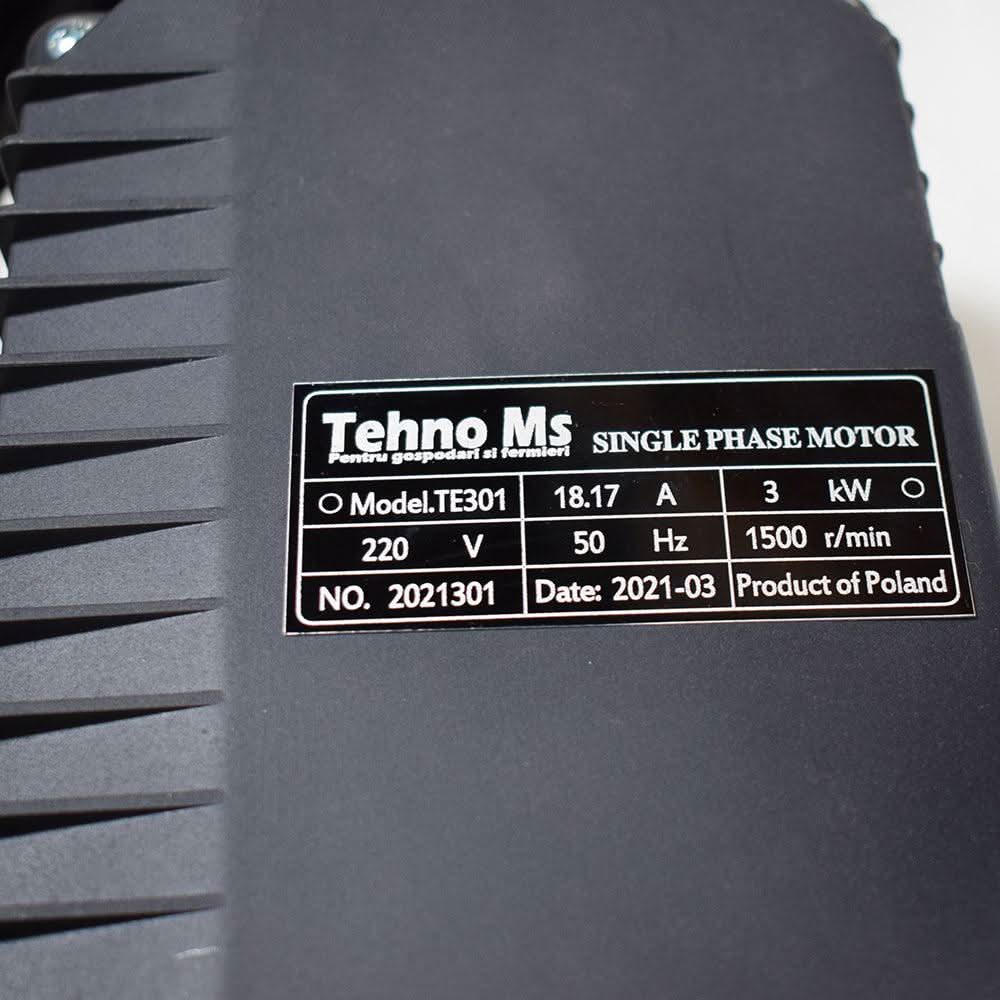 Tehno Ms
Pentru gospodari si fermieri
SINGLE PHASE MOTOR
Model.TE301 18.17 A 3 kW
220 V 50 Hz 1500 r/min
NO. 2021301 Date: 2021-03 Product of Poland